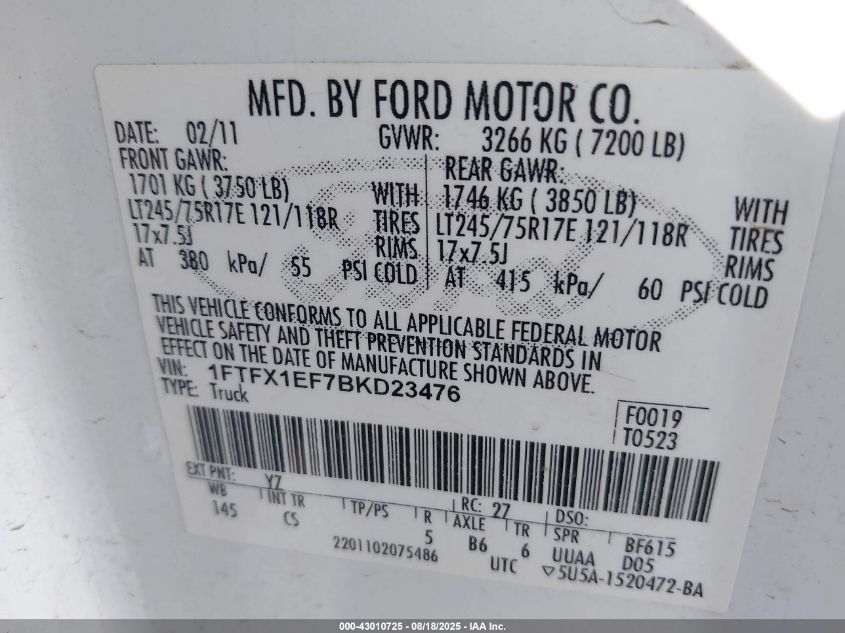 MFD. BY FORD MOTOR CO.
DATE: 02/11 GVWR: 3266 KG ( 7200 LB)
FRONT GAWR: REAR GAWR:
1701 KG ( 3750 LB) WITH 1746 KG ( 3850 LB) WITH
LT245/75R17E 121/118R TIRES LT245/75R17E 121/118R TIRES
17x7.5J RIMS 17x7.5J RIMS
AT 380 kPa/ 55 PSI COLD AT 415 kPa/ 60 PSI COLD
THIS VEHICLE CONFORMS TO ALL APPLICABLE FEDERAL MOTOR
VEHICLE SAFETY AND THEFT PREVENTION STANDARDS IN
EFFECT ON THE DATE OF MANUFACTURE SHOWN ABOVE.
VIN: 1FTFX1EF7BKD23476
TYPE: Truck
F0019
T0523
EXT PNT: YZ RC: 27 DSO:
WB INT TR TP/PS R AXLE TR SPR BF615
145 CS 5 B6 6 UUAA D05
2201102075486 UTC ▽5U5A-1520472-BA
000-43010725 - 08/18/2025 - IAA Inc.